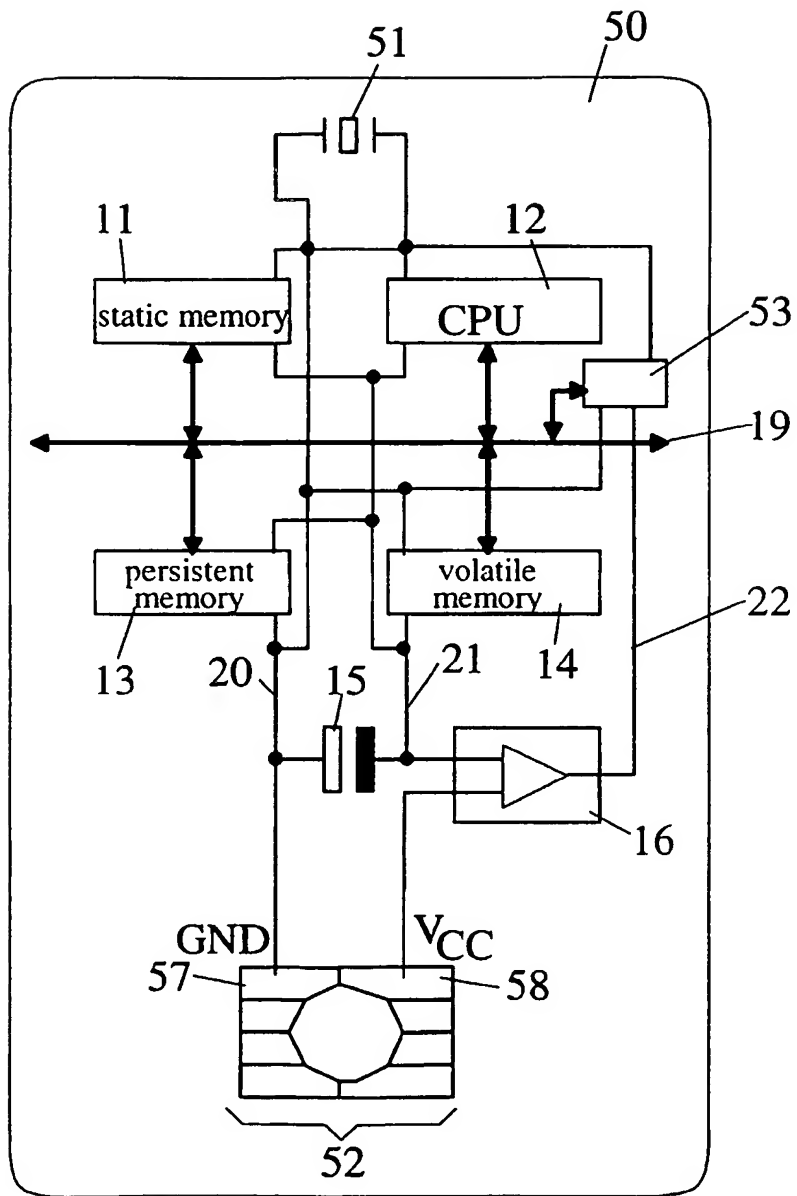 51
50
11
12
static memory
CPU
53
19
persistent
memory
volatile
memory
22
13
20
15
21
14
16
GND
VCC
57
58
52